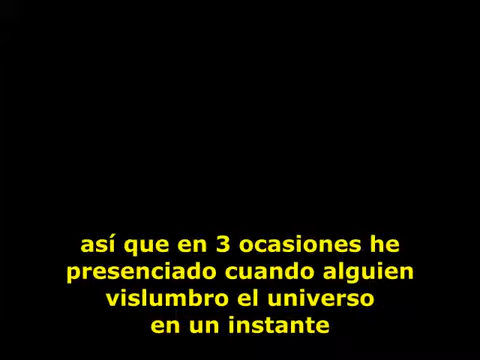 así que en 3 ocasiones he
presenciado cuando alguien
vislumbro el universo
en un instante